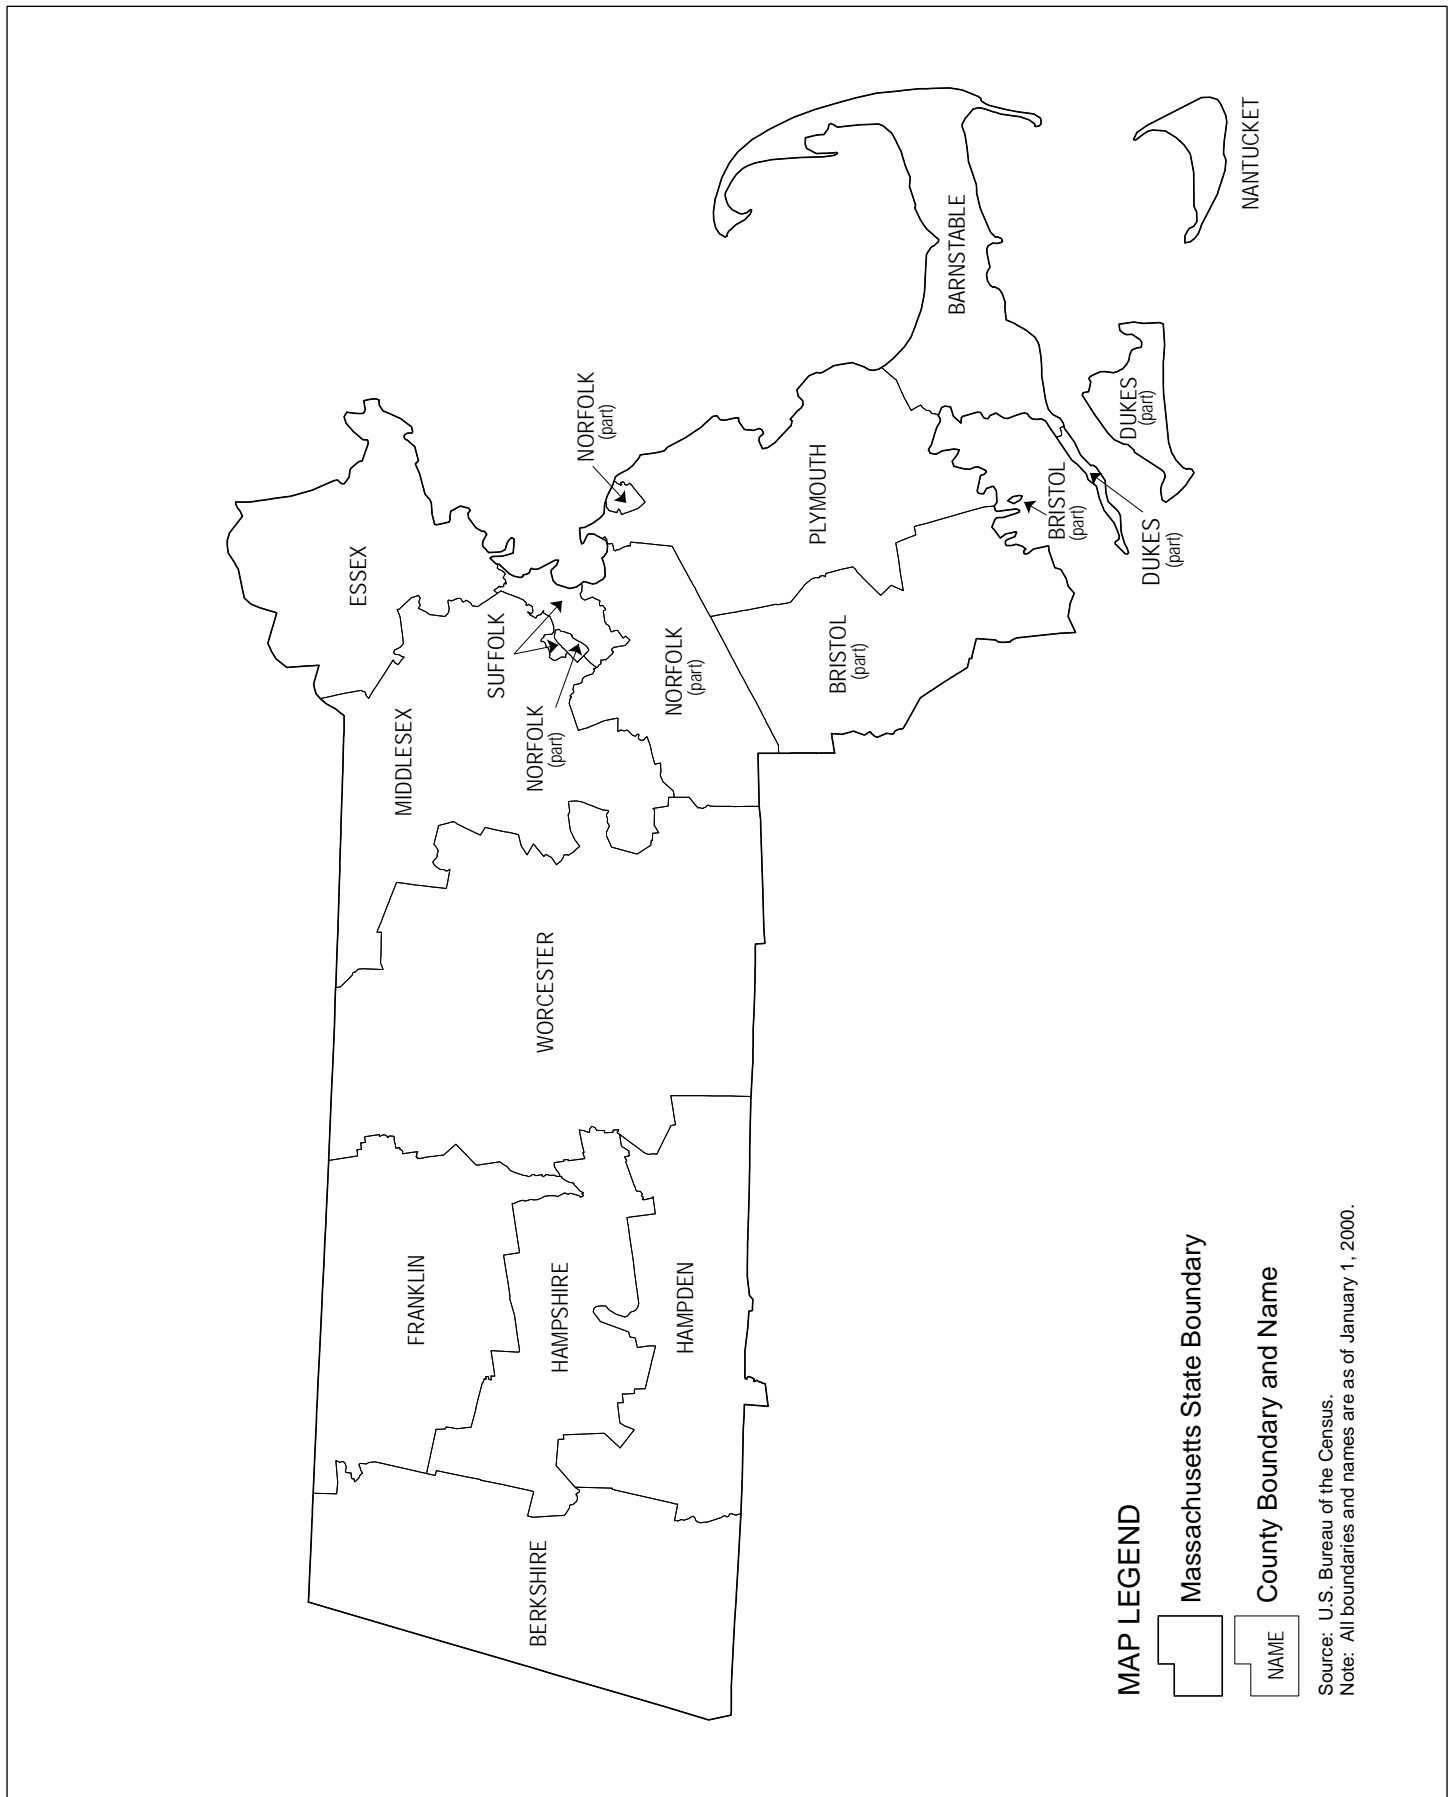 ESSEX
MIDDLESEX
FRANKLIN
SUFFOLK
NORFOLK
(part)
NORFOLK
(part)
WORCESTER
HAMPSHIRE
BERKSHIRE
NORFOLK
(part)
HAMPDEN
PLYMOUTH
BRISTOL
(part)
BARNSTABLE
BRISTOL
(part)
DUKES
(part)
DUKES
(part)
NANTUCKET
MAP LEGEND
Massachusetts State Boundary
NAME
County Boundary and Name
Source: U.S. Bureau of the Census.
Note: All boundaries and names are as of January 1, 2000.